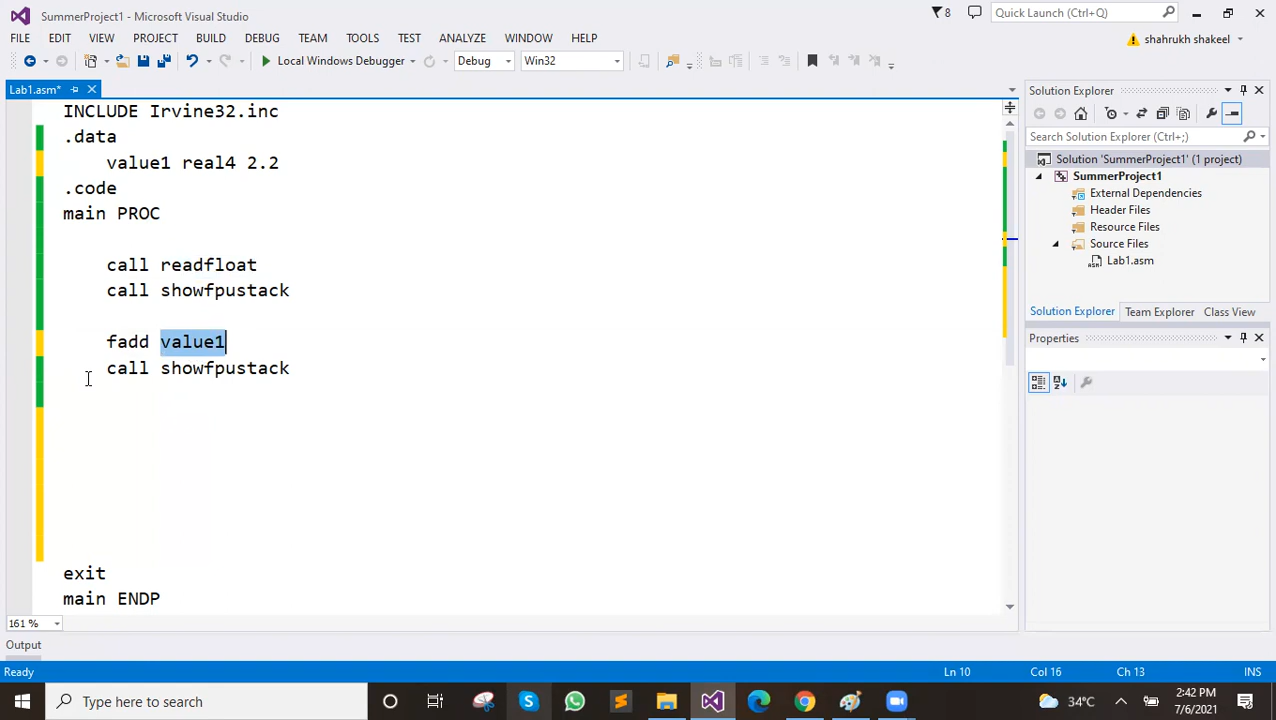 SummerProject1 - Microsoft Visual Studio
8
Quick Launch (Ctrl+Q)
FILE EDIT VIEW PROJECT BUILD DEBUG TEAM TOOLS TEST ANALYZE WINDOW HELP
shahrukh shakeel
Local Windows Debugger
Debug
Win32
Lab1.asm*
INCLUDE Irvine32.inc
.data
value1 real4 2.2
.code
main PROC
call readfloat
call showfpustack
fadd value1
call showfpustack
exit
main ENDP
161 %
Solution Explorer
Search Solution Explorer (Ctrl+;)
Solution 'SummerProject1' (1 project)
SummerProject1
External Dependencies
Header Files
Resource Files
Source Files
ASM
Lab1.asm
Solution Explorer Team Explorer Class View
Properties
Output
Ready
Ln 10
Col 16
Ch 13
INS
Type here to search
34°C
2:42 PM
7/6/2021